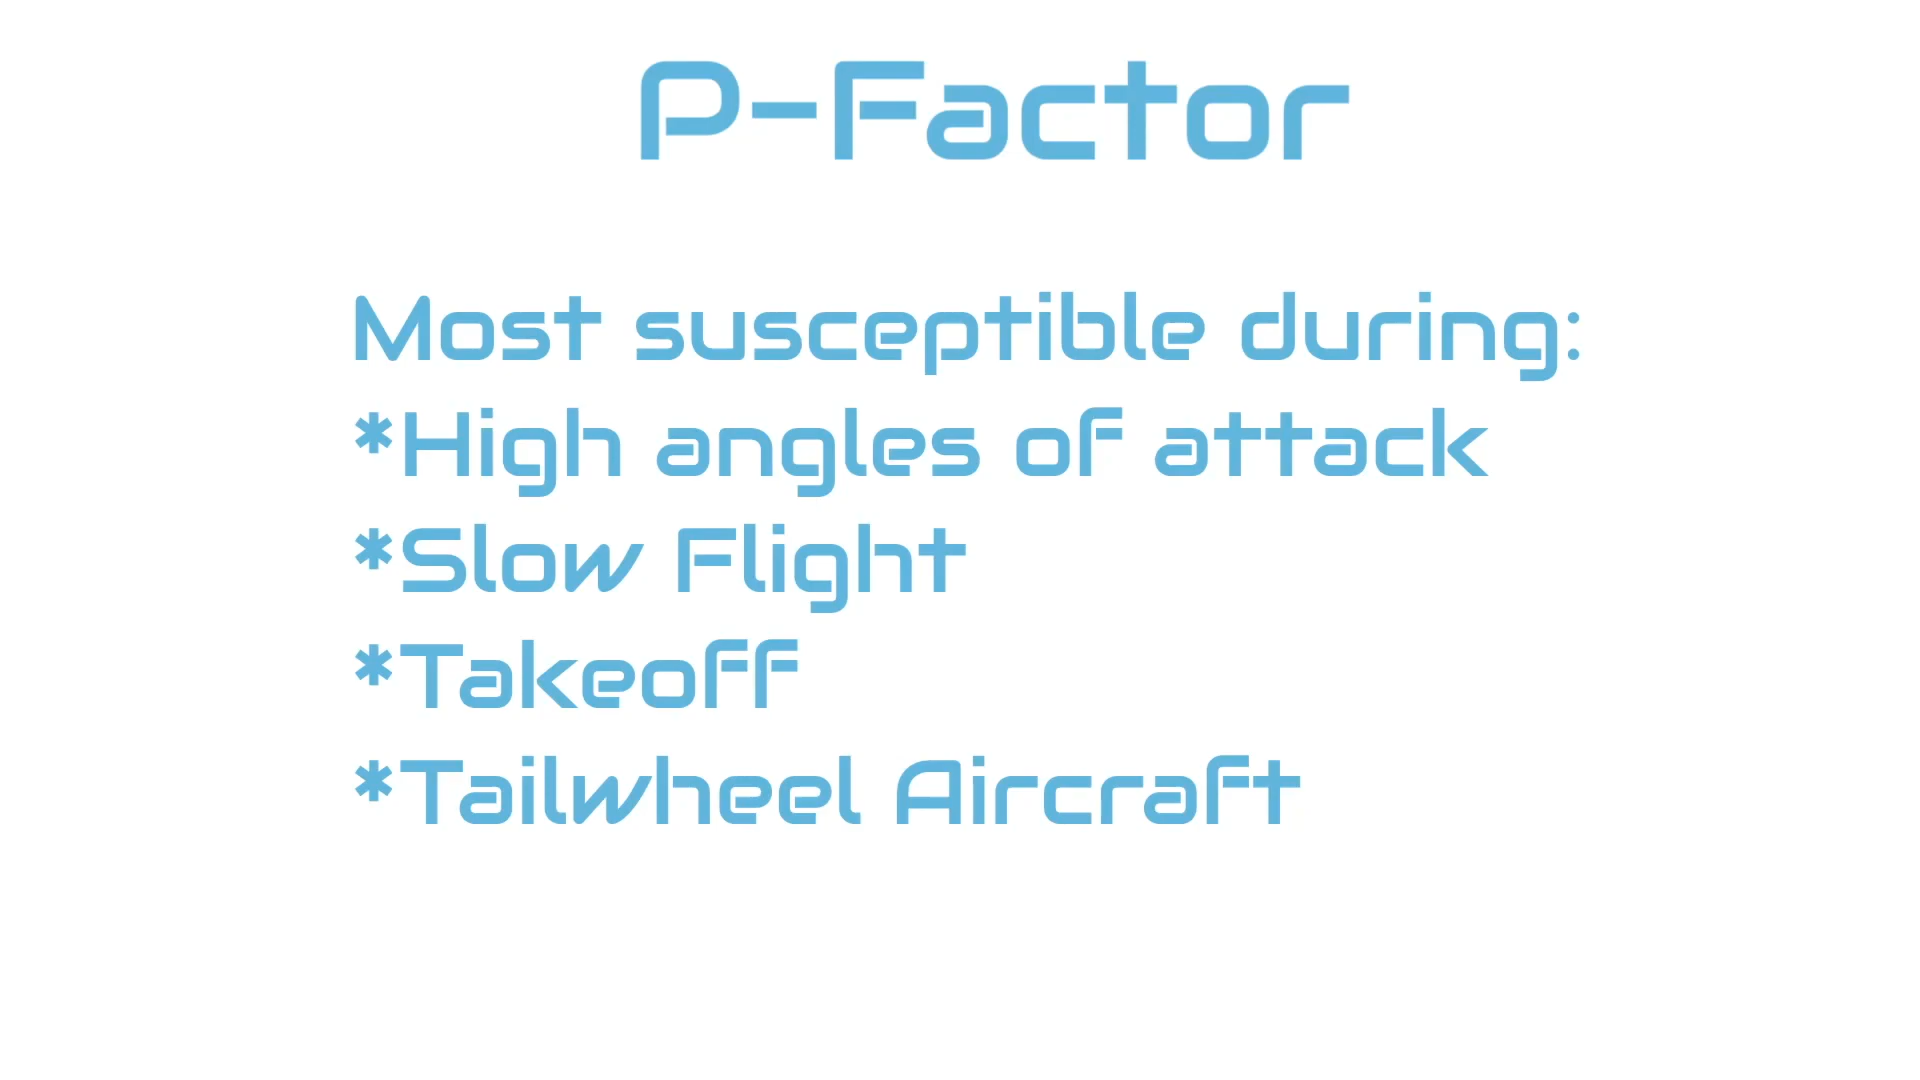 P-Factor
Most susceptible during:
*High angles of attack
*Slow Flight
*Takeoff
*Tailwheel Aircraft